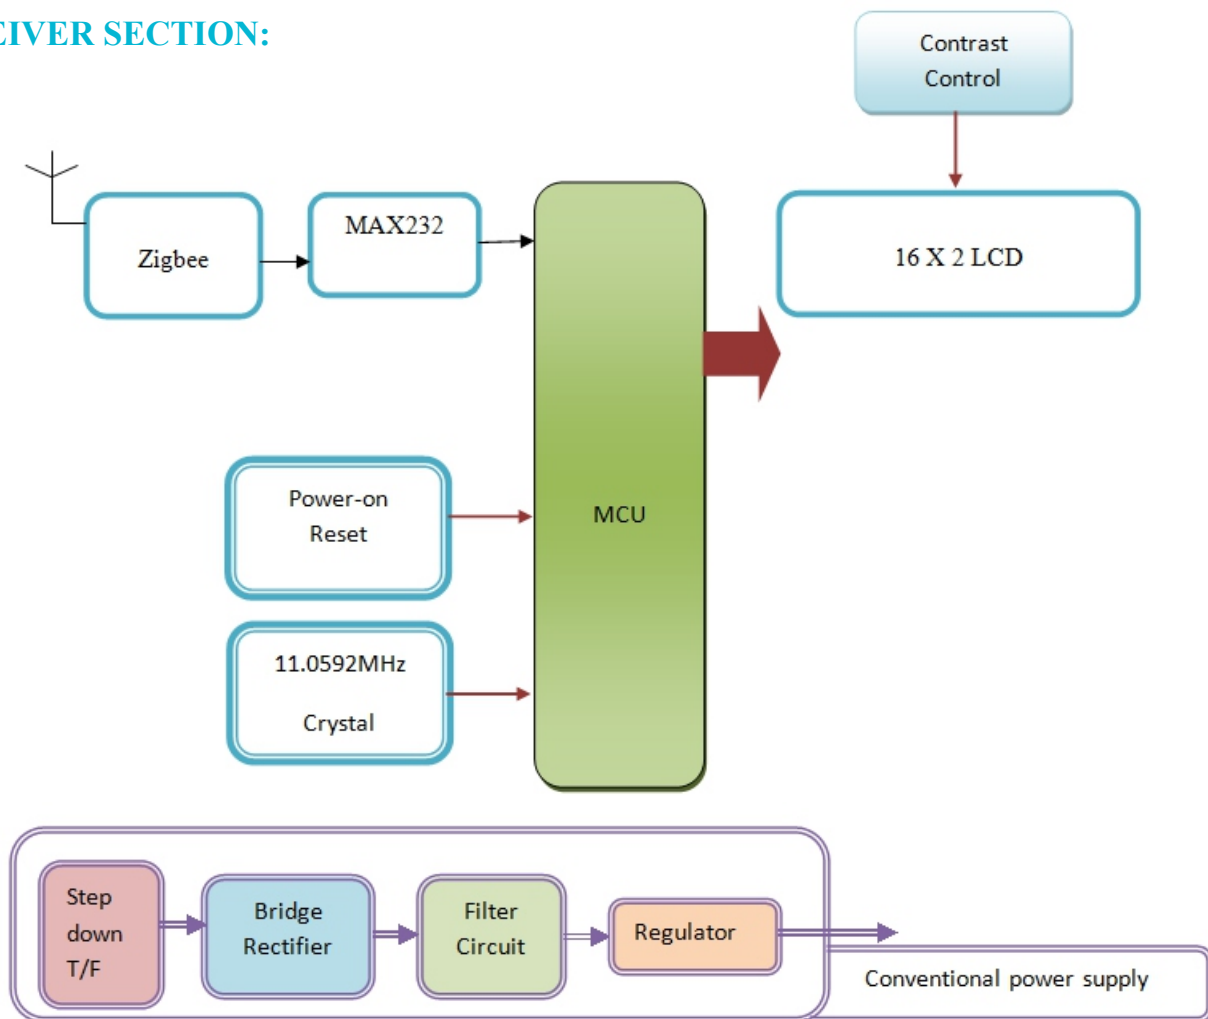 EIVER SECTION:
Contrast
Control
Zigbee
MAX232
16 X 2 LCD
Power-on
Reset
MCU
11.0592MHz
Crystal
Step
down
T/F
Bridge
Rectifier
Filter
Circuit
Regulator
Conventional power supply